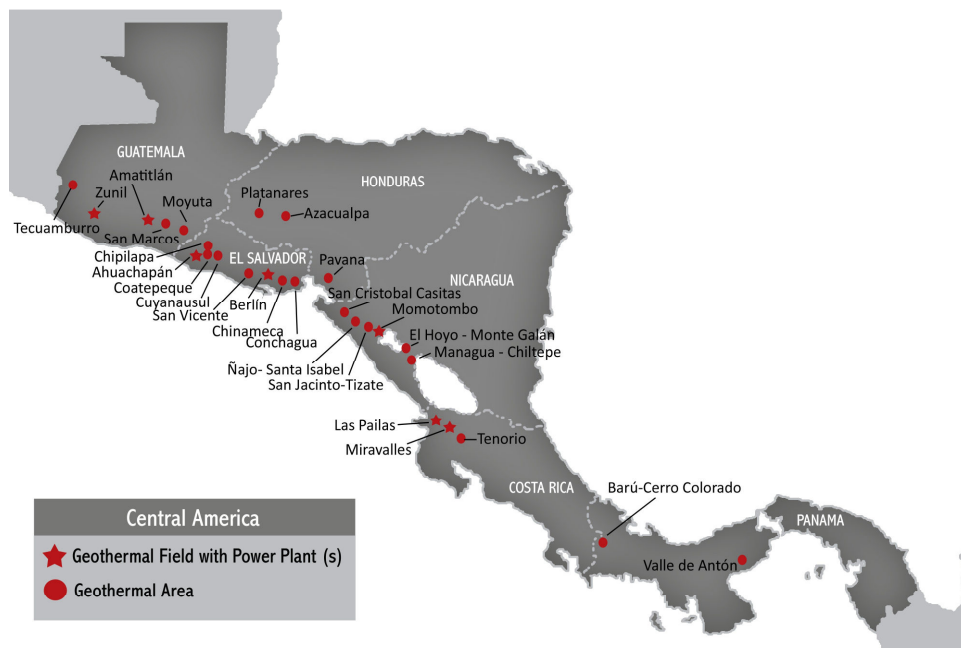 GUATEMALA
Amatitlán
Zunil
Moyuta
Tecuamburro
San Marcos
HONDURAS
Platanares
Azacualpa
Chipilapa
EL SALVADOR
Ahuachapán
Coatepeque
Cuyanausúl
San Vicente
Berlín
Chinameca
Conchagua
Pavana
NICARAGUA
San Cristobal Casitas
Momotombo
El Hoyo - Monte Galán
Managua - Chiltepe
Ñajo- Santa Isabel
San Jacinto-Tizate
Las Pailas
Miravalles
Tenorio
COSTA RICA
Barú-Cerro Colorado
PANAMA
Valle de Antón
Central America
Geothermal Field with Power Plant (s)
Geothermal Area